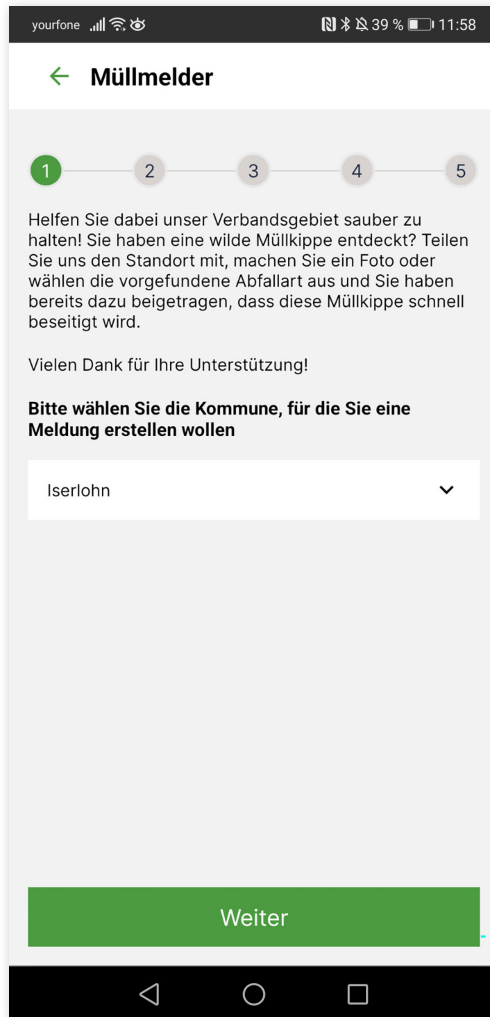 yourfone 39 % 11:58
Müllmelder
1 2 3 4 5
Helfen Sie dabei unser Verbandsgebiet sauber zu
halten! Sie haben eine wilde Müllkippe entdeckt? Teilen
Sie uns den Standort mit, machen Sie ein Foto oder
wählen die vorgefundene Abfallart aus und Sie haben
bereits dazu beigetragen, dass diese Müllkippe schnell
beseitigt wird.
Vielen Dank für Ihre Unterstützung!
Bitte wählen Sie die Kommune, für die Sie eine
Meldung erstellen wollen
Iserlohn
Weiter